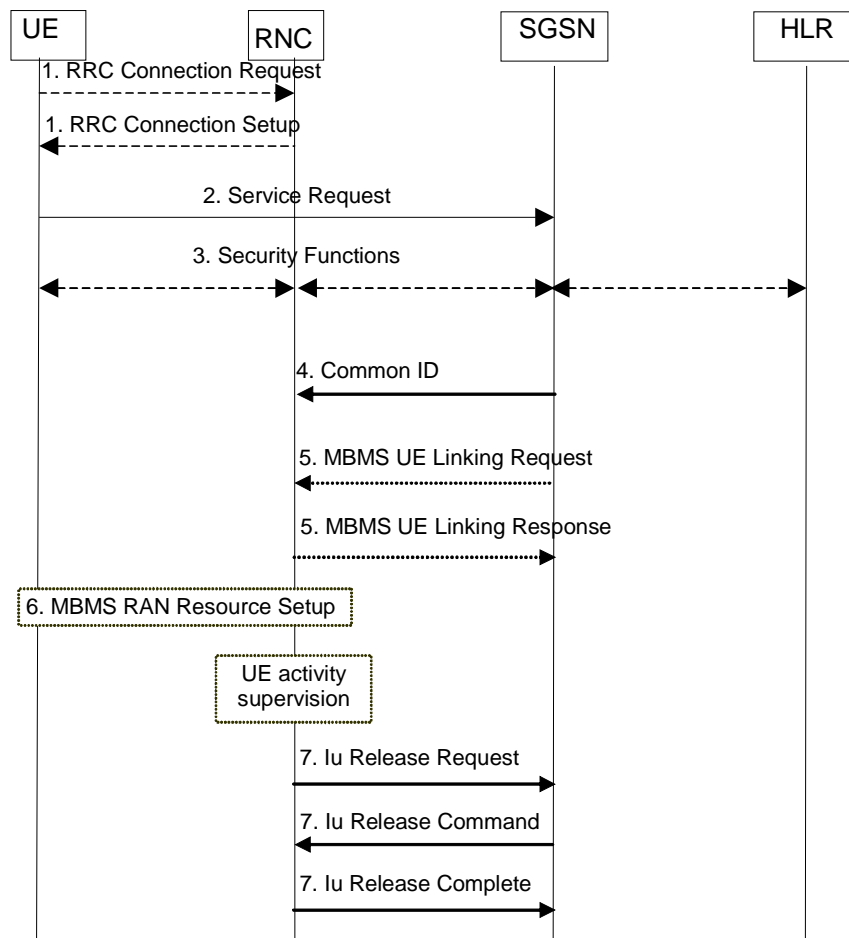 UE
RNC
SGSN
HLR
1. RRC Connection Request
1. RRC Connection Setup
2. Service Request
3. Security Functions
4. Common ID
5. MBMS UE Linking Request
5. MBMS UE Linking Response
6. MBMS RAN Resource Setup
UE activity
supervision
7. Iu Release Request
7. Iu Release Command
7. Iu Release Complete